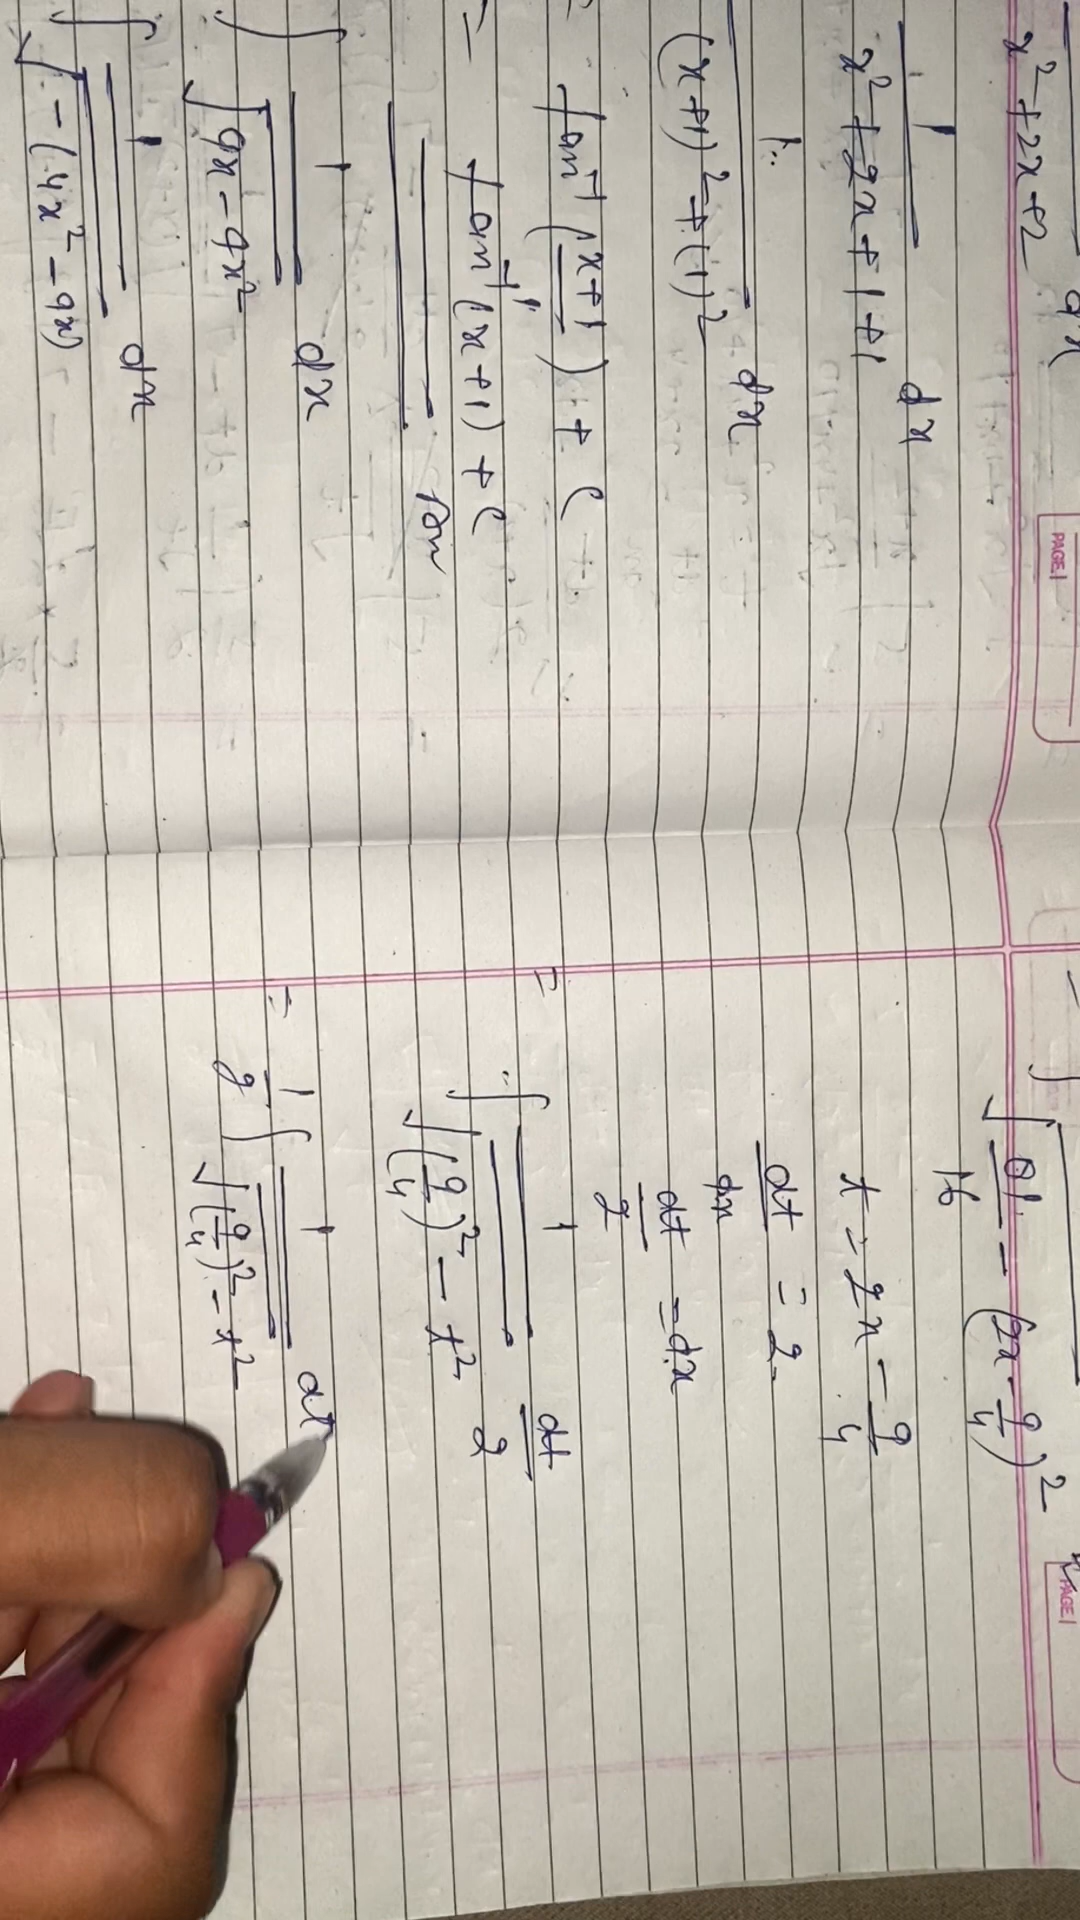 x² + 2x + 2 dx
1
x² + 2x + 1 + 1 dx
1
(x+1)² + (1)² dx
= tan⁻¹ (x+1 / 1) + C
= tan⁻¹ (x+1) + C
∫ 1 / √9x - 4x² dx
∫ 1 / √-(4x² - 9x) dx
PAGE
∫ √81/16 - (2x - 9/4)²
t = 2x - 9/4
dt/dx = 2
dt/2 = dx
= ∫ 1 / √(9/4)² - t² dt/2
= 1/2 ∫ 1 / √(9/4)² - t² dt
PAGE